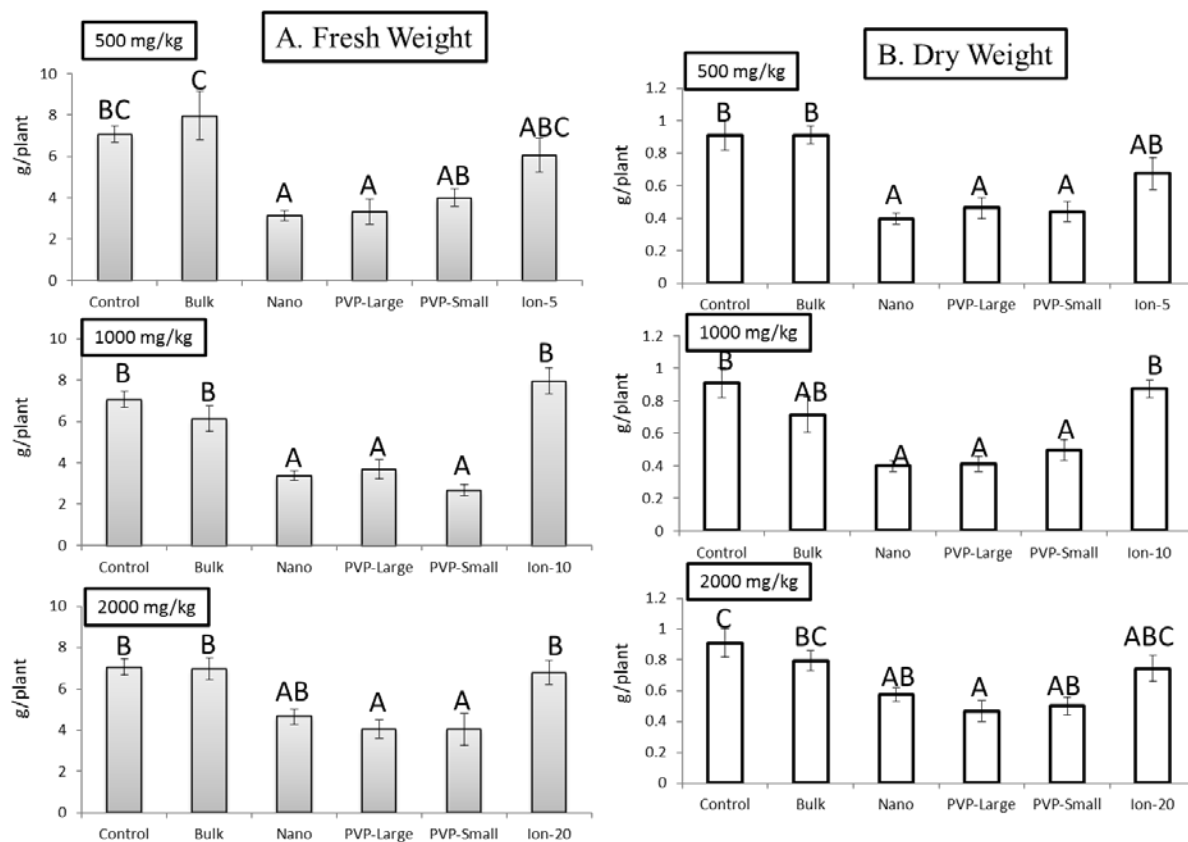 A. Fresh Weight
500 mg/kg
g/plant
10
8
6
4
2
0
BC
C
A
A
AB
ABC
Control Bulk Nano PVP-Large PVP-Small Ion-5
1000 mg/kg
g/plant
10
8
6
4
2
0
B
B
A
A
A
B
Control Bulk Nano PVP-Large PVP-Small Ion-10
2000 mg/kg
g/plant
10
8
6
4
2
0
B
B
AB
A
A
B
Control Bulk Nano PVP-Large PVP-Small Ion-20
B. Dry Weight
500 mg/kg
g/plant
1.2
1
0.8
0.6
0.4
0.2
0
B
B
A
A
A
AB
Control Bulk Nano PVP-Large PVP-Small Ion-5
1000 mg/kg
g/plant
1.2
1
0.8
0.6
0.4
0.2
0
B
AB
A
A
A
B
Control Bulk Nano PVP-Large PVP-Small Ion-10
2000 mg/kg
g/plant
1.2
1
0.8
0.6
0.4
0.2
0
C
BC
AB
A
AB
ABC
Control Bulk Nano PVP-Large PVP-Small Ion-20